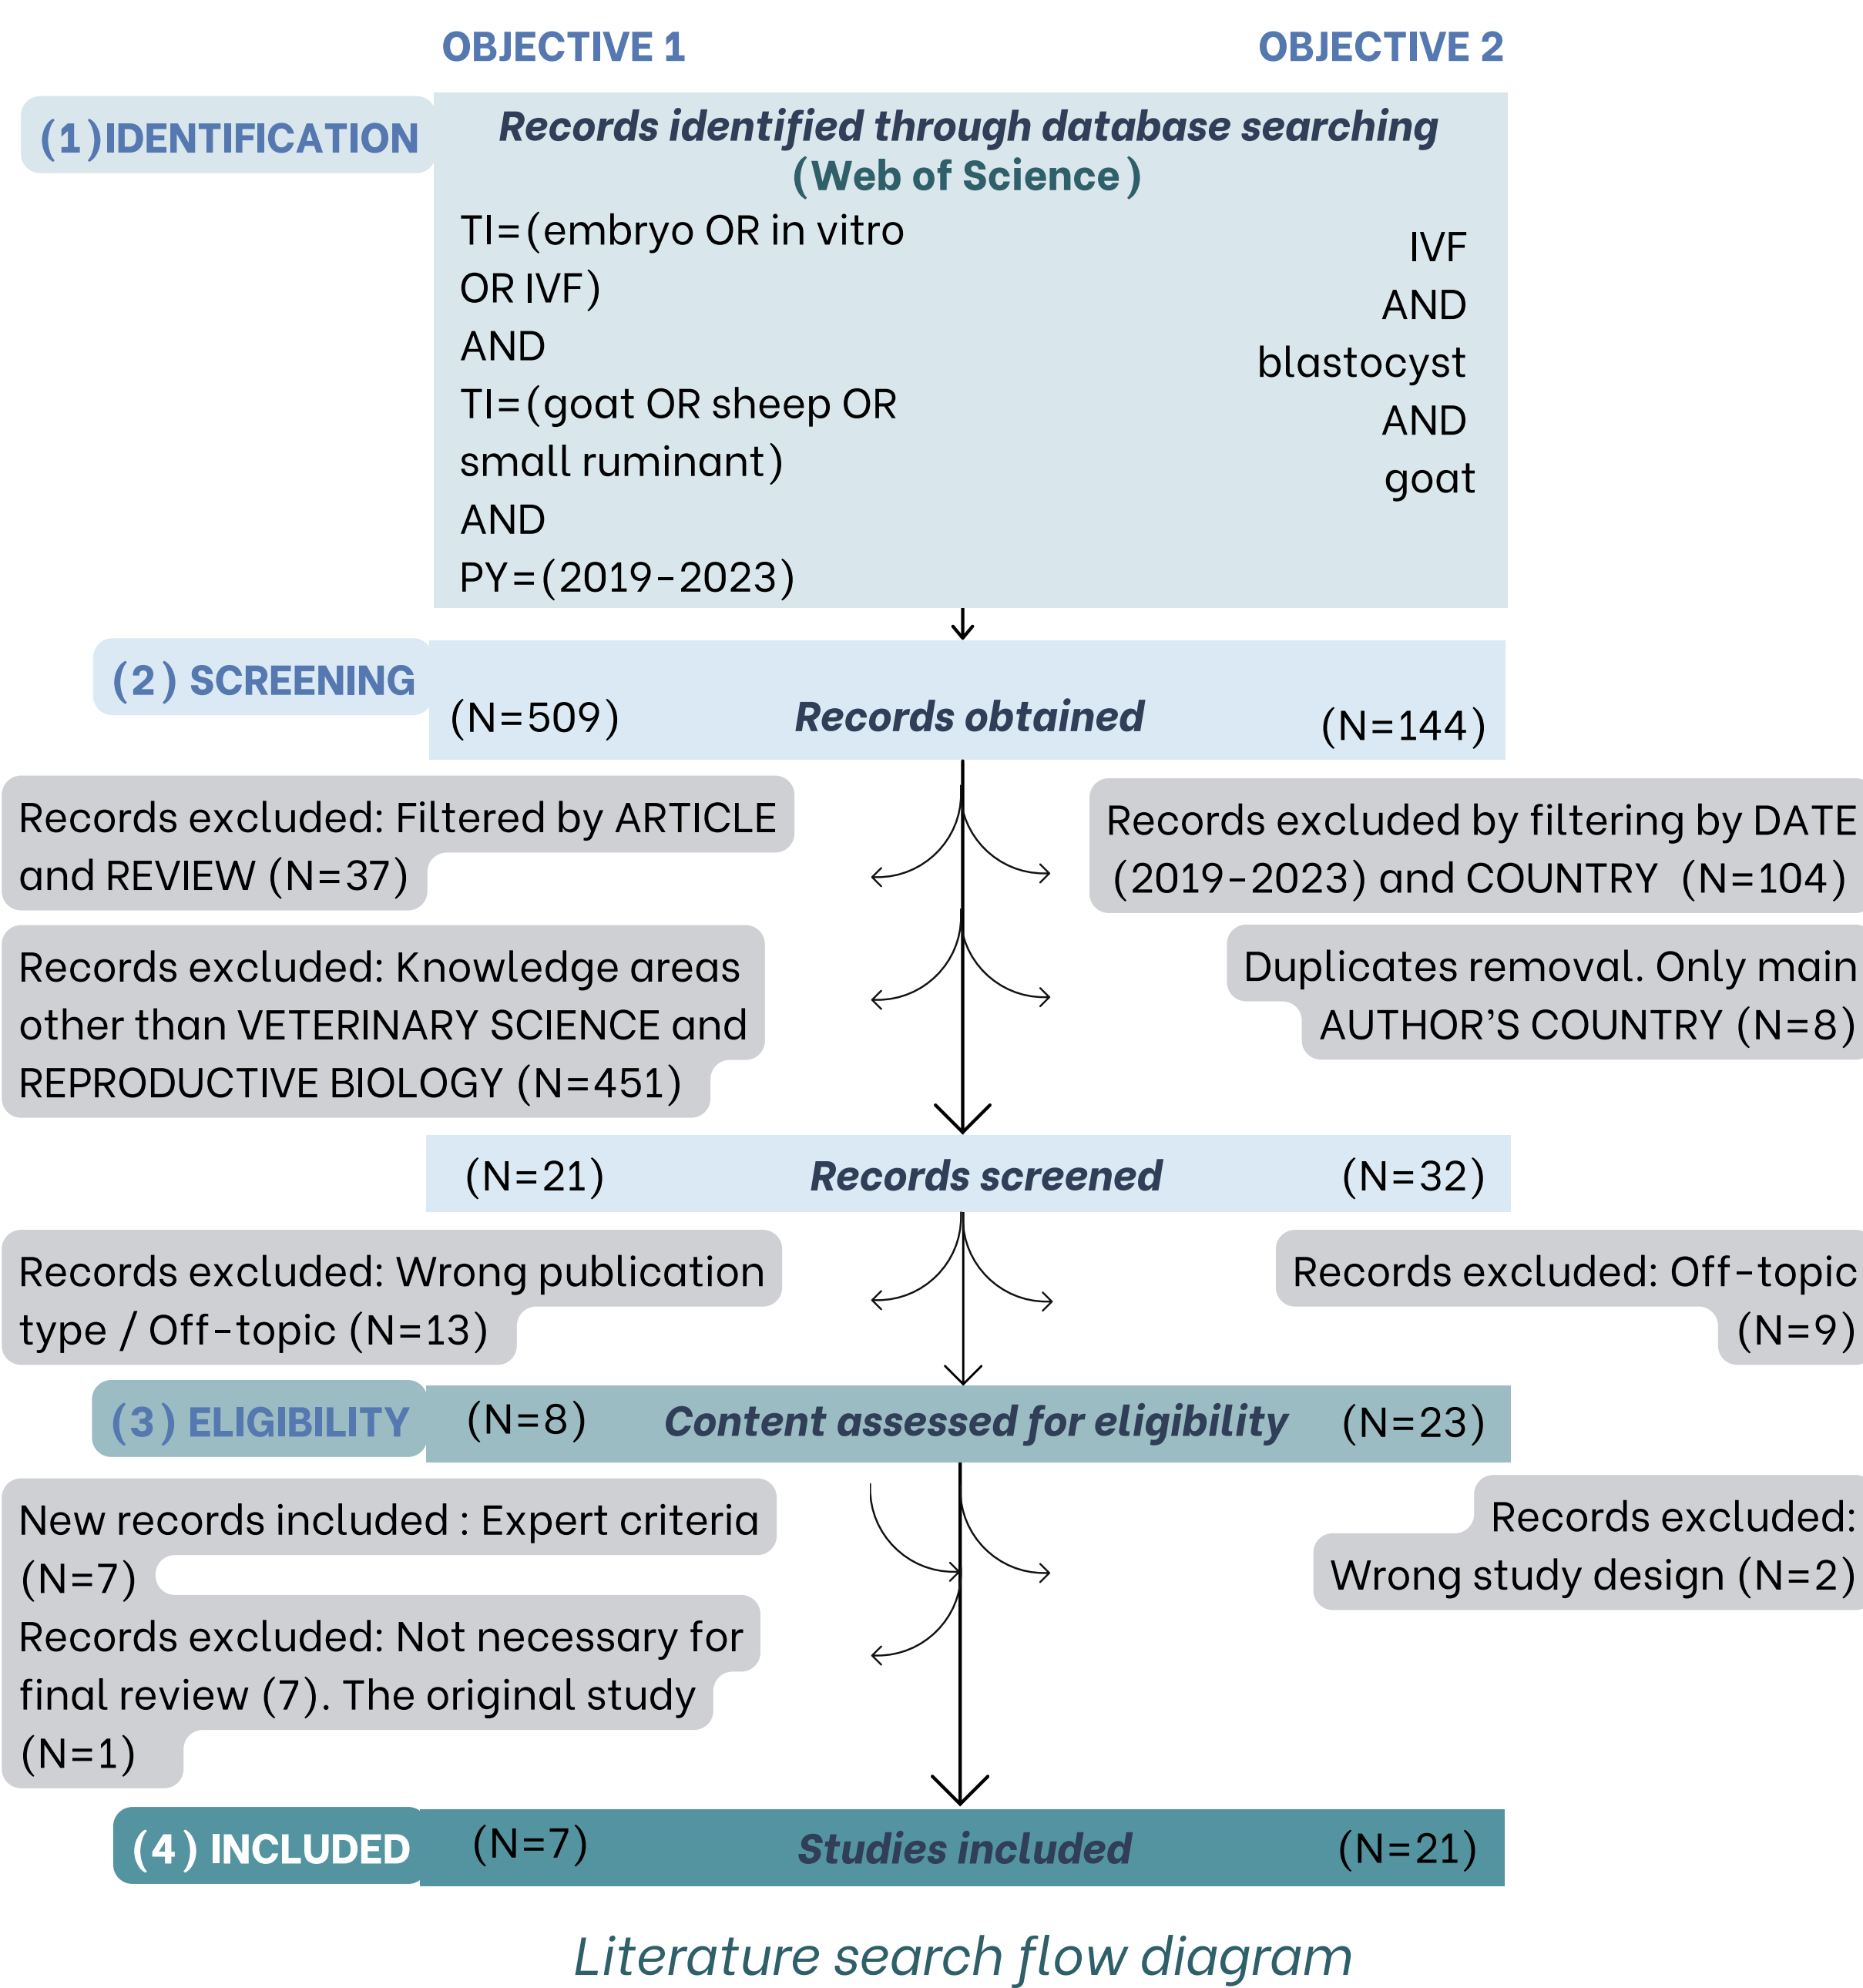 OBJECTIVE 1
OBJECTIVE 2
(1)IDENTIFICATION
Records identified through database searching
(Web of Science)
TI=(embryo OR in vitro
OR IVF)
AND
TI=(goat OR sheep OR
small ruminant)
AND
PY=(2019-2023)
IVF
AND
blastocyst
AND
goat
(2) SCREENING
(N=509)
Records obtained
(N=144)
Records excluded: Filtered by ARTICLE
and REVIEW (N=37)
Records excluded by filtering by DATE
(2019-2023) and COUNTRY (N=104)
Records excluded: Knowledge areas
other than VETERINARY SCIENCE and
REPRODUCTIVE BIOLOGY (N=451)
Duplicates removal. Only main
AUTHOR’S COUNTRY (N=8)
(N=21)
Records screened
(N=32)
Records excluded: Wrong publication
type / Off-topic (N=13)
Records excluded: Off-topic
(N=9)
(3) ELIGIBILITY
(N=8)
Content assessed for eligibility
(N=23)
New records included : Expert criteria
(N=7)
Records excluded: Not necessary for
final review (7). The original study
(N=1)
Records excluded:
Wrong study design (N=2)
(4) INCLUDED
(N=7)
Studies included
(N=21)
Literature search flow diagram